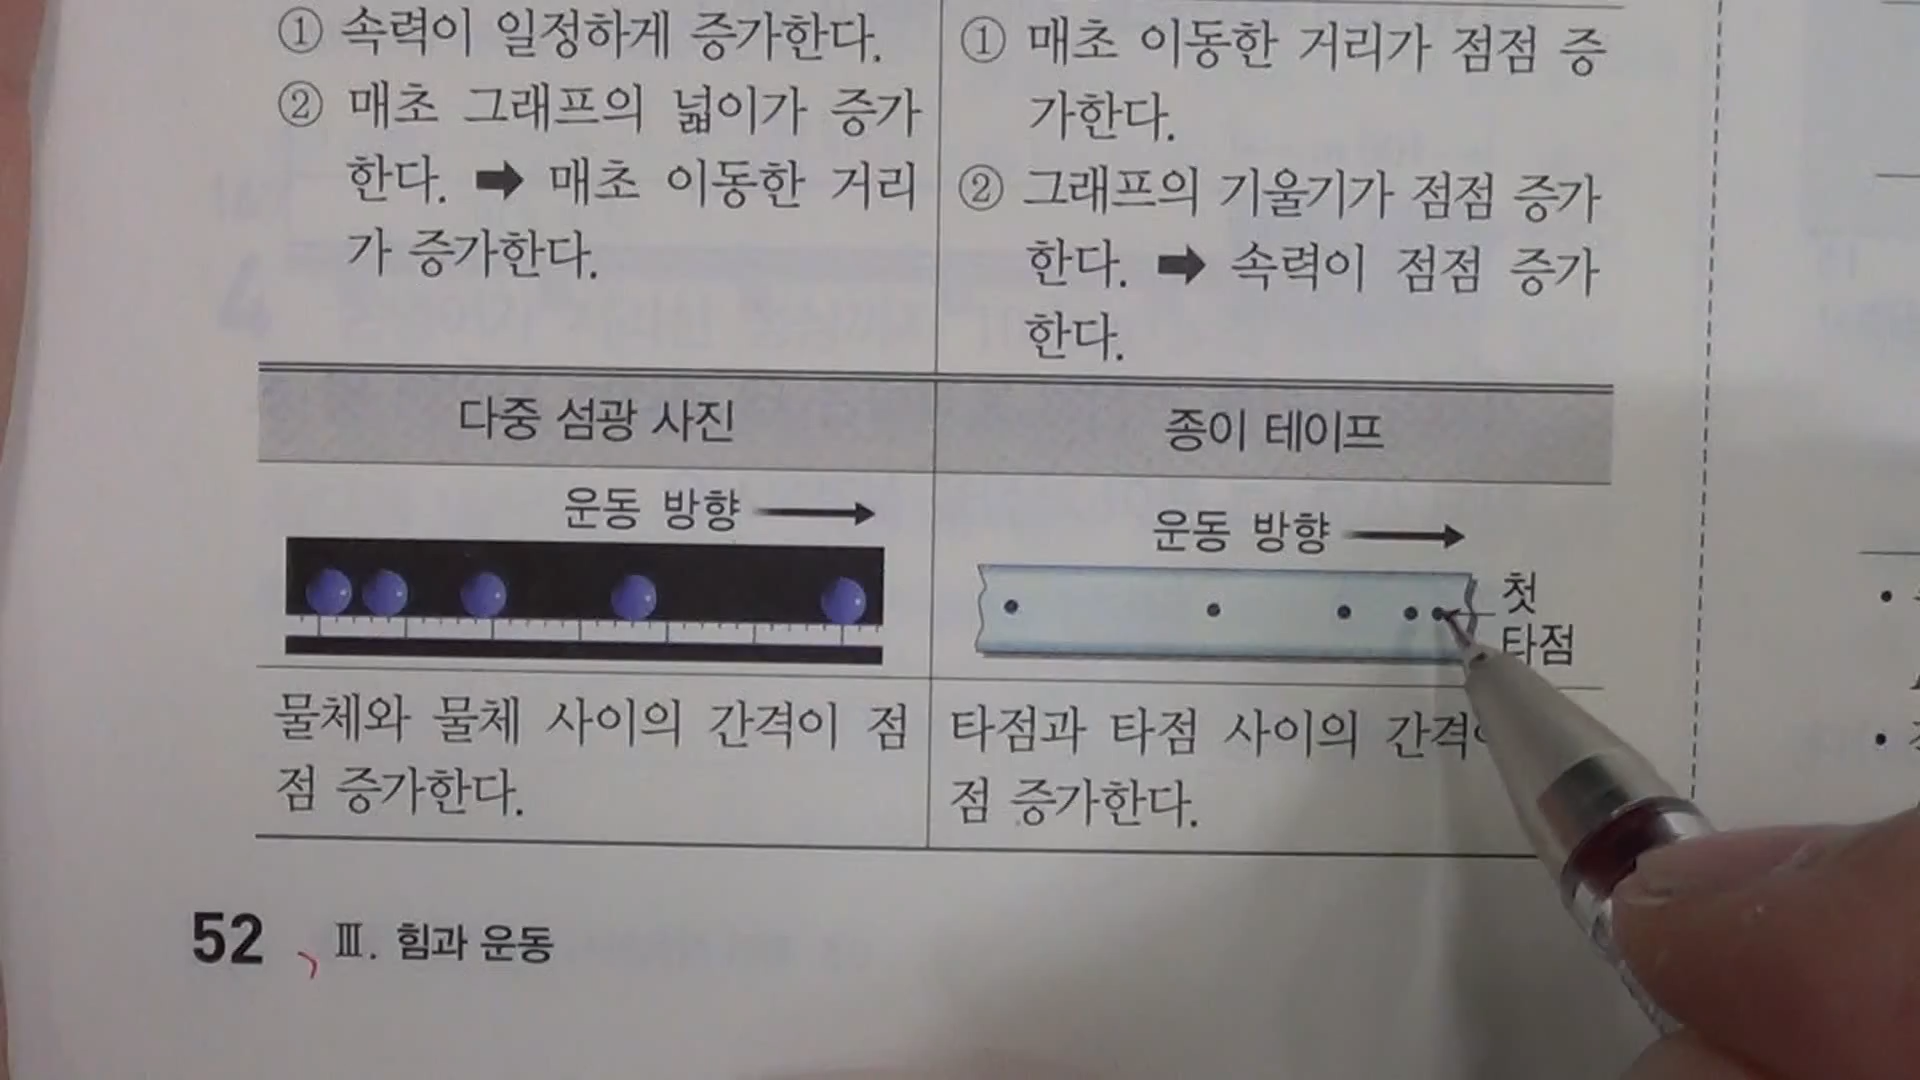 ① 속력이 일정하게 증가한다.
② 매초 그래프의 넓이가 증가
한다. ➡ 매초 이동한 거리
가 증가한다.
① 매초 이동한 거리가 점점 증
가한다.
② 그래프의 기울기가 점점 증가
한다. ➡ 속력이 점점 증가
한다.
다중 섬광 사진
종이 테이프
운동 방향
운동 방향
첫
타점
물체와 물체 사이의 간격이 점
점 증가한다.
타점과 타점 사이의 간격
점 증가한다.
52 Ⅲ. 힘과 운동